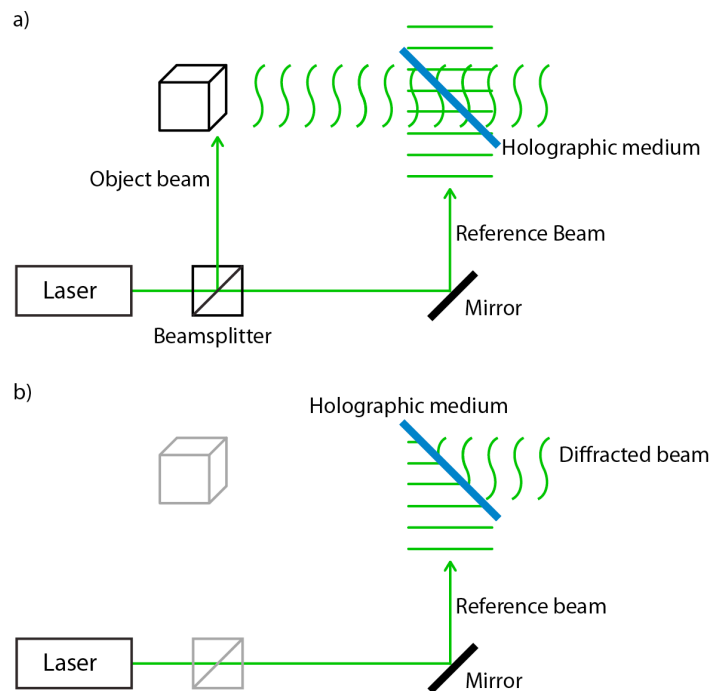 a)
Holographic medium
Object beam
Reference Beam
Laser
Mirror
Beamsplitter
b)
Holographic medium
Diffracted beam
Reference beam
Laser
Mirror